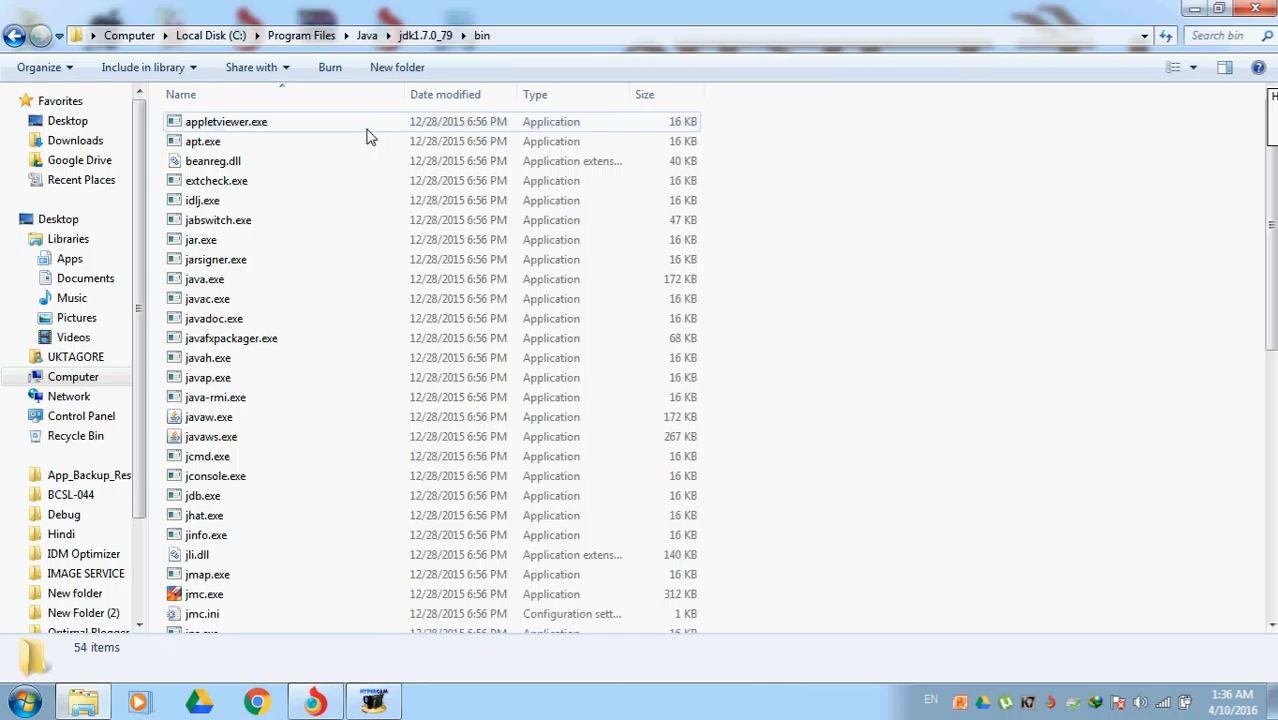 Computer Local Disk (C:) Program Files Java jdk1.7.0_79 bin Search bin
Organize Include in library Share with Burn New folder
Name Date modified Type Size
Favorites
Desktop
Downloads
Google Drive
Recent Places
Desktop
Libraries
Apps
Documents
Music
Pictures
Videos
UKTAGORE
Computer
Network
Control Panel
Recycle Bin
App_Backup_Res
BCSL-044
Debug
Hindi
IDM Optimizer
IMAGE SERVICE
New folder
New Folder (2)
Optimal Blogger
appletviewer.exe 12/28/2015 6:56 PM Application 16 KB
apt.exe 12/28/2015 6:56 PM Application 16 KB
beanreg.dll 12/28/2015 6:56 PM Application extens... 40 KB
extcheck.exe 12/28/2015 6:56 PM Application 16 KB
idlj.exe 12/28/2015 6:56 PM Application 16 KB
jabswitch.exe 12/28/2015 6:56 PM Application 47 KB
jar.exe 12/28/2015 6:56 PM Application 16 KB
jarsigner.exe 12/28/2015 6:56 PM Application 16 KB
java.exe 12/28/2015 6:56 PM Application 172 KB
javac.exe 12/28/2015 6:56 PM Application 16 KB
javadoc.exe 12/28/2015 6:56 PM Application 16 KB
javafxpackager.exe 12/28/2015 6:56 PM Application 68 KB
javah.exe 12/28/2015 6:56 PM Application 16 KB
javap.exe 12/28/2015 6:56 PM Application 16 KB
java-rmi.exe 12/28/2015 6:56 PM Application 16 KB
javaw.exe 12/28/2015 6:56 PM Application 172 KB
javaws.exe 12/28/2015 6:56 PM Application 267 KB
jcmd.exe 12/28/2015 6:56 PM Application 16 KB
jconsole.exe 12/28/2015 6:56 PM Application 16 KB
jdb.exe 12/28/2015 6:56 PM Application 16 KB
jhat.exe 12/28/2015 6:56 PM Application 16 KB
jinfo.exe 12/28/2015 6:56 PM Application 16 KB
jli.dll 12/28/2015 6:56 PM Application extens... 140 KB
jmap.exe 12/28/2015 6:56 PM Application 16 KB
jmc.exe 12/28/2015 6:56 PM Application 312 KB
jmc.ini 12/28/2015 6:56 PM Configuration sett... 1 KB
54 items
HYPERCAM
EN
1:36 AM
4/10/2016